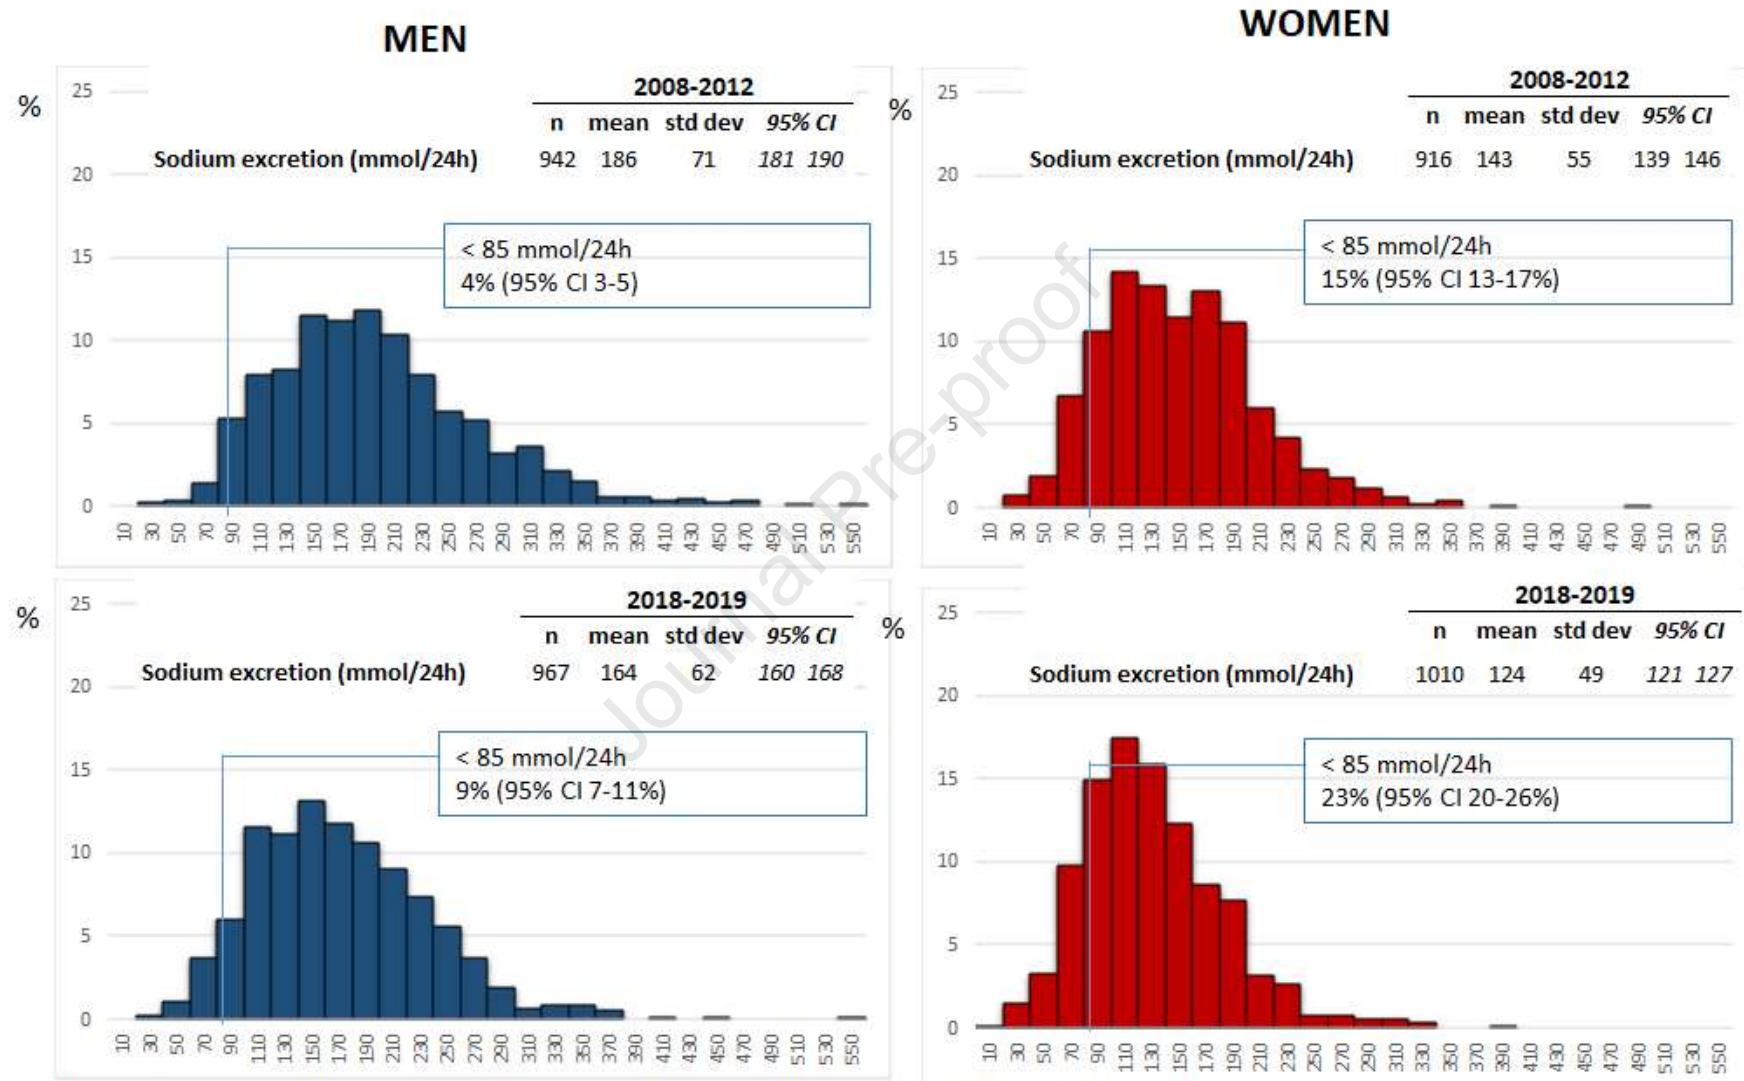 MEN
WOMEN
%
25
20
15
10
5
0
2008-2012
n mean std dev 95% CI
Sodium excretion (mmol/24h) 942 186 71 181 190
< 85 mmol/24h
4% (95% CI 3-5)
10 30 50 70 90 110 130 150 170 190 210 230 250 270 290 310 330 350 370 390 410 430 450 470 490 510 530 550
%
25
20
15
10
5
0
2008-2012
n mean std dev 95% CI
Sodium excretion (mmol/24h) 916 143 55 139 146
< 85 mmol/24h
15% (95% CI 13-17%)
10 30 50 70 90 110 130 150 170 190 210 230 250 270 290 310 330 350 370 390 410 430 450 470 490 510 530 550
%
25
20
15
10
5
0
2018-2019
n mean std dev 95% CI
Sodium excretion (mmol/24h) 967 164 62 160 168
< 85 mmol/24h
9% (95% CI 7-11%)
10 30 50 70 90 110 130 150 170 190 210 230 250 270 290 310 330 350 370 390 410 430 450 470 490 510 530 550
%
25
20
15
10
5
0
2018-2019
n mean std dev 95% CI
Sodium excretion (mmol/24h) 1010 124 49 121 127
< 85 mmol/24h
23% (95% CI 20-26%)
10 30 50 70 90 110 130 150 170 190 210 230 250 270 290 310 330 350 370 390 410 430 450 470 490 510 530 550
Journal Pre-proof